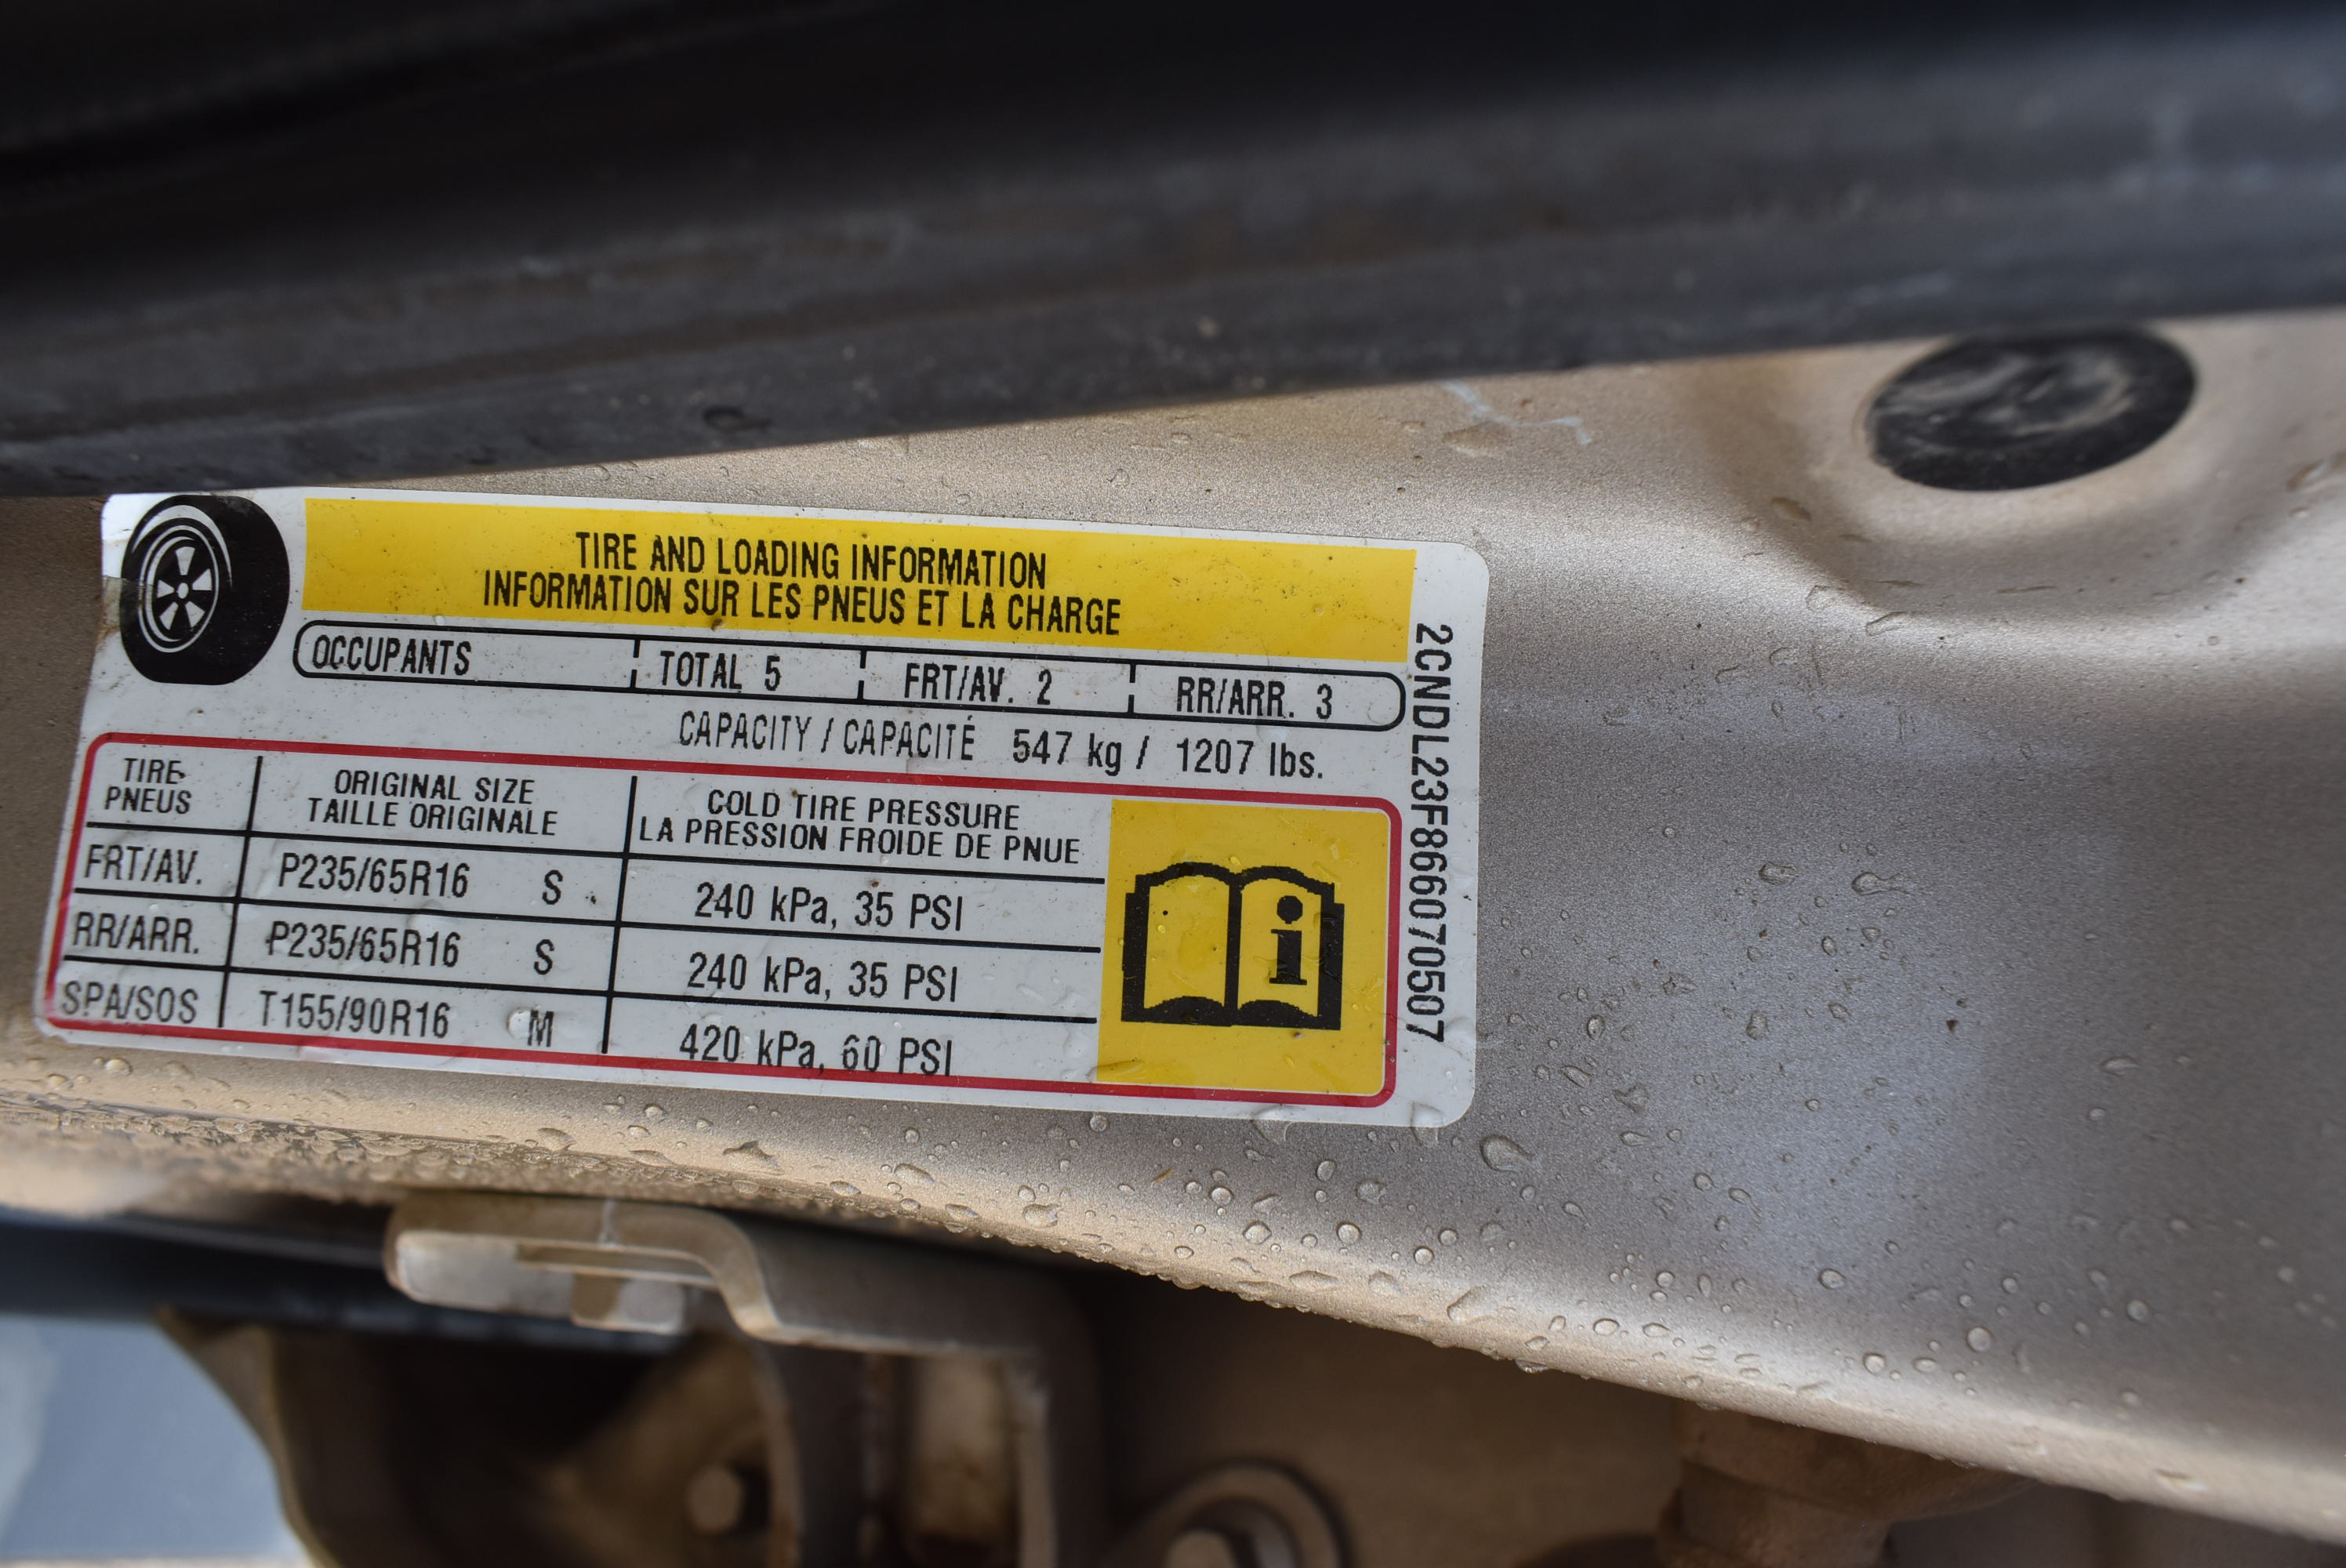 TIRE AND LOADING INFORMATION
INFORMATION SUR LES PNEUS ET LA CHARGE
OCCUPANTS TOTAL 5 FRT/AV. 2 RR/ARR. 3
CAPACITY / CAPACITÉ 547 kg / 1207 lbs.
TIRE ORIGINAL SIZE COLD TIRE PRESSURE
PNEUS TAILLE ORIGINALE LA PRESSION FROIDE DE PNUE
FRT/AV. P235/65R16 S 240 kPa, 35 PSI
RR/ARR. P235/65R16 S 240 kPa, 35 PSI
SPA/SOS T155/90R16 M 420 kPa, 60 PSI
i
2CNDL23F866070507